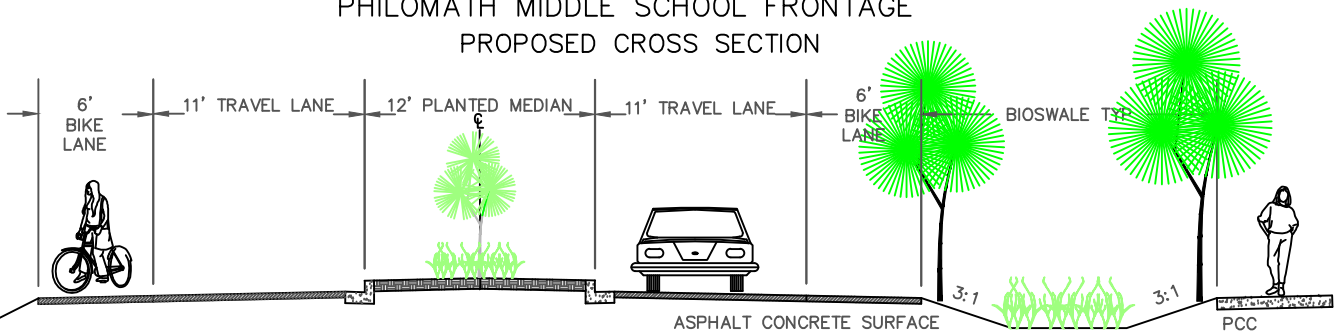 PHILOMATH MIDDLE SCHOOL FRONTAGE
PROPOSED CROSS SECTION
6'
BIKE
LANE
11' TRAVEL LANE
12' PLANTED MEDIAN
℄
11' TRAVEL LANE
6'
BIKE
LANE
BIOSWALE TYP
3:1
3:1
ASPHALT CONCRETE SURFACE
PCC